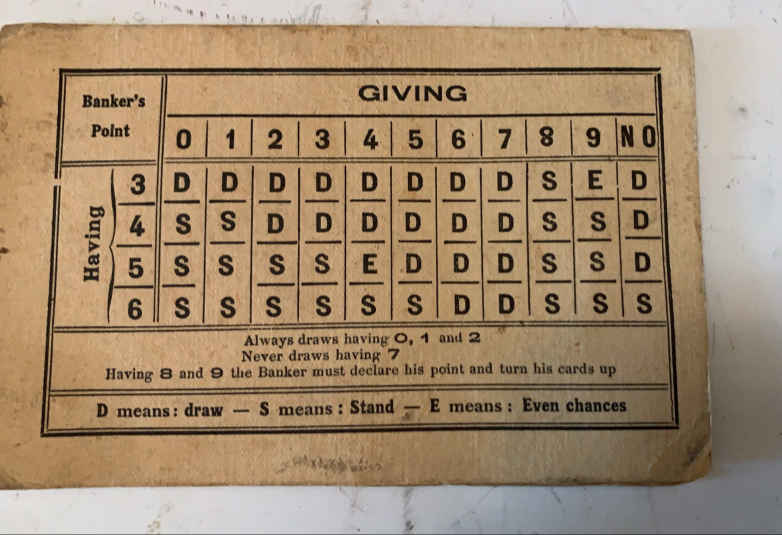 Banker's
Point
GIVING
0 1 2 3 4 5 6 7 8 9 NO
Having
3 D D D D D D D D S E D
4 S S D D D D D D S S D
5 S S S S E D D D S S D
6 S S S S S S D D S S S
Always draws having 0, 1 and 2
Never draws having 7
Having 8 and 9 the Banker must declare his point and turn his cards up
D means: draw — S means: Stand — E means: Even chances